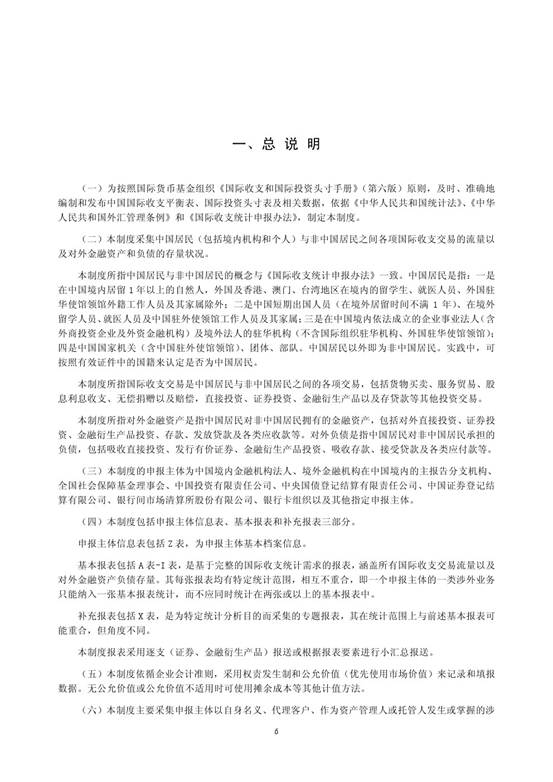 一、总 说 明
（一）为按照国际货币基金组织《国际收支和国际投资头寸手册》（第六版）原则，及时、准确地
编制和发布中国国际收支平衡表、国际投资头寸表及相关数据，依据《中华人民共和国统计法》、《中
华人民共和国外汇管理条例》和《国际收支统计申报办法》，制定本制度。
（二）本制度采集中国居民（包括境内机构和个人）与非中国居民之间各项国际收支交易的流量以
及对外金融资产和负债的存量状况。
本制度所指中国居民与非中国居民的概念与《国际收支统计申报办法》一致。中国居民是指：一是
在中国境内居留 1 年以上的自然人，外国及香港、澳门、台湾地区在境内的留学生、就医人员、外国驻
华使馆领馆外籍工作人员及其家属除外；二是中国短期出国人员（在境外居留时间不满 1 年）、在境外
留学人员、就医人员及中国驻外使馆领馆工作人员及其家属；三是在中国境内依法成立的企业事业法人（含
外商投资企业及外资金融机构）及境外法人的驻华机构（不含国际组织驻华机构、外国驻华使馆领馆）；
四是中国国家机关（含中国驻外使馆领馆）、团体、部队。中国居民以外即为非中国居民。实践中，可
按照有效证件中的国籍来认定是否为中国居民。
本制度所指国际收支交易是中国居民与非中国居民之间的各项交易，包括货物买卖、服务贸易、股
息利息收支、无偿捐赠以及赔偿，直接投资、证券投资、金融衍生产品以及存贷款等其他投资交易。
本制度所指对外金融资产是指中国居民对非中国居民拥有的金融资产，包括对外直接投资、证券投
资、金融衍生产品投资、存款、发放贷款及各类应收款等。对外负债是指中国居民对非中国居民承担的
负债，包括吸收直接投资、发行有价证券、金融衍生产品投资、吸收存款、接受贷款及各类应付款等。
（三）本制度的申报主体为中国境内金融机构法人、境外金融机构在中国境内的主报告分支机构、
全国社会保障基金理事会、中国投资有限责任公司、中央国债登记结算有限责任公司、中国证券登记结
算有限公司、银行间市场清算所股份有限公司、银行卡组织以及其他指定申报主体。
（四）本制度包括申报主体信息表、基本报表和补充报表三部分。
申报主体信息表包括 Z 表，为申报主体基本档案信息。
基本报表包括 A 表-I 表，是基于完整的国际收支统计需求的报表，涵盖所有国际收支交易流量以及
对外金融资产负债存量。其每张报表均有特定统计范围，相互不重合，即一个申报主体的一类涉外业务
只能纳入一张基本报表统计，而不应同时统计在两张或以上的基本报表中。
补充报表包括 X 表，是为特定统计分析目的而采集的专题报表，其在统计范围上与前述基本报表可
能重合，但角度不同。
本制度报表采用逐支（证券、金融衍生产品）报送或根据报表要素进行小汇总报送。
（五）本制度依循企业会计准则，采用权责发生制和公允价值（优先使用市场价值）来记录和填报
数据。无公允价值或公允价值不适用时可使用摊余成本等其他计值方法。
（六）本制度主要采集申报主体以自身名义、代理客户、作为资产管理人或托管人发生或掌握的涉
6